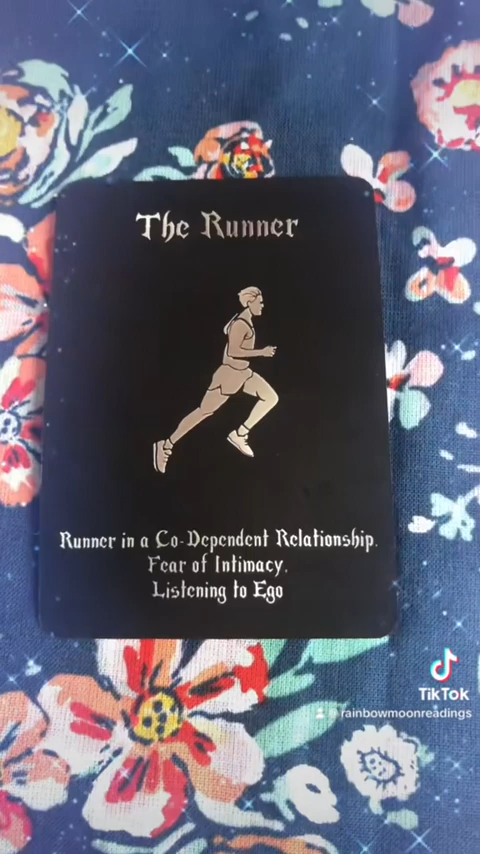 The Runner
Runner in a Co-Dependent Relationship.
Fear of Intimacy.
Listening to Ego
TikTok
@rainbowmoonreadings